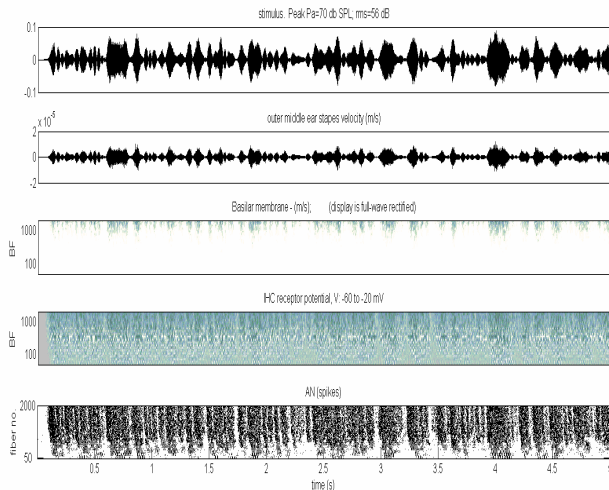 stimulus. Peak Pa=70 db SPL; rms=56 dB
0.1
0
-0.1
outer middle ear stapes velocity (m/s)
x 10^-5
2
0
-2
Basilar membrane - (m/s); (display is full-wave rectified)
BF
1000
100
IHC receptor potential, V: -60 to -20 mV
BF
1000
100
AN (spikes)
fiber no.
2000
50
0.5 1 1.5 2 2.5 3 3.5 4 4.5 5
time (s)